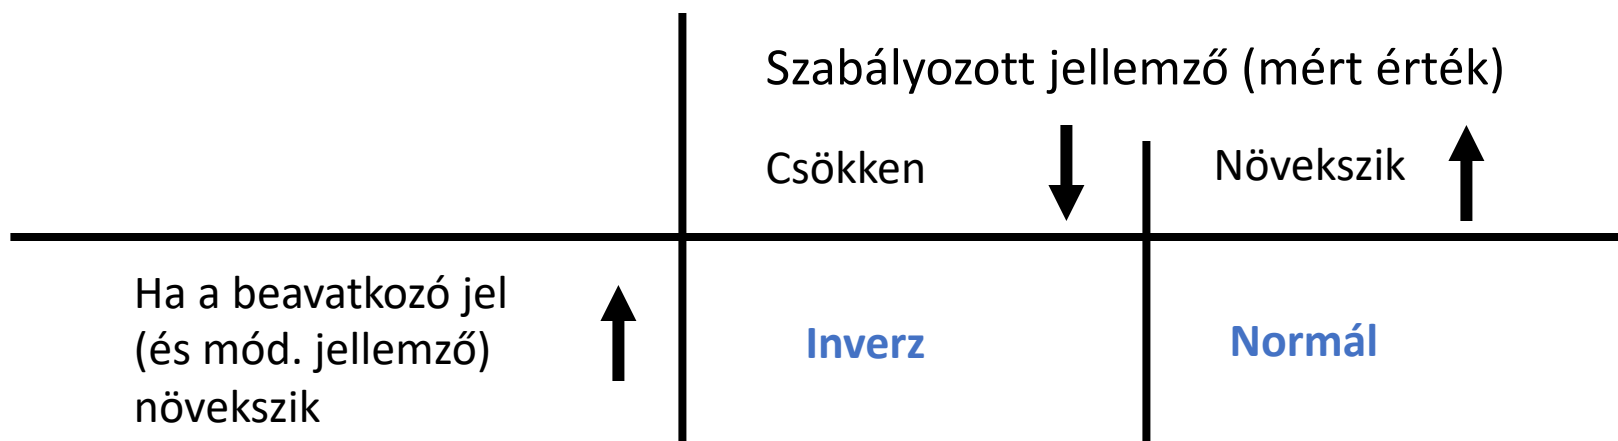 Szabályozott jellemző (mért érték)
Csökken
Növekszik
Ha a beavatkozó jel
(és mód. jellemző)
növekszik
Inverz
Normál